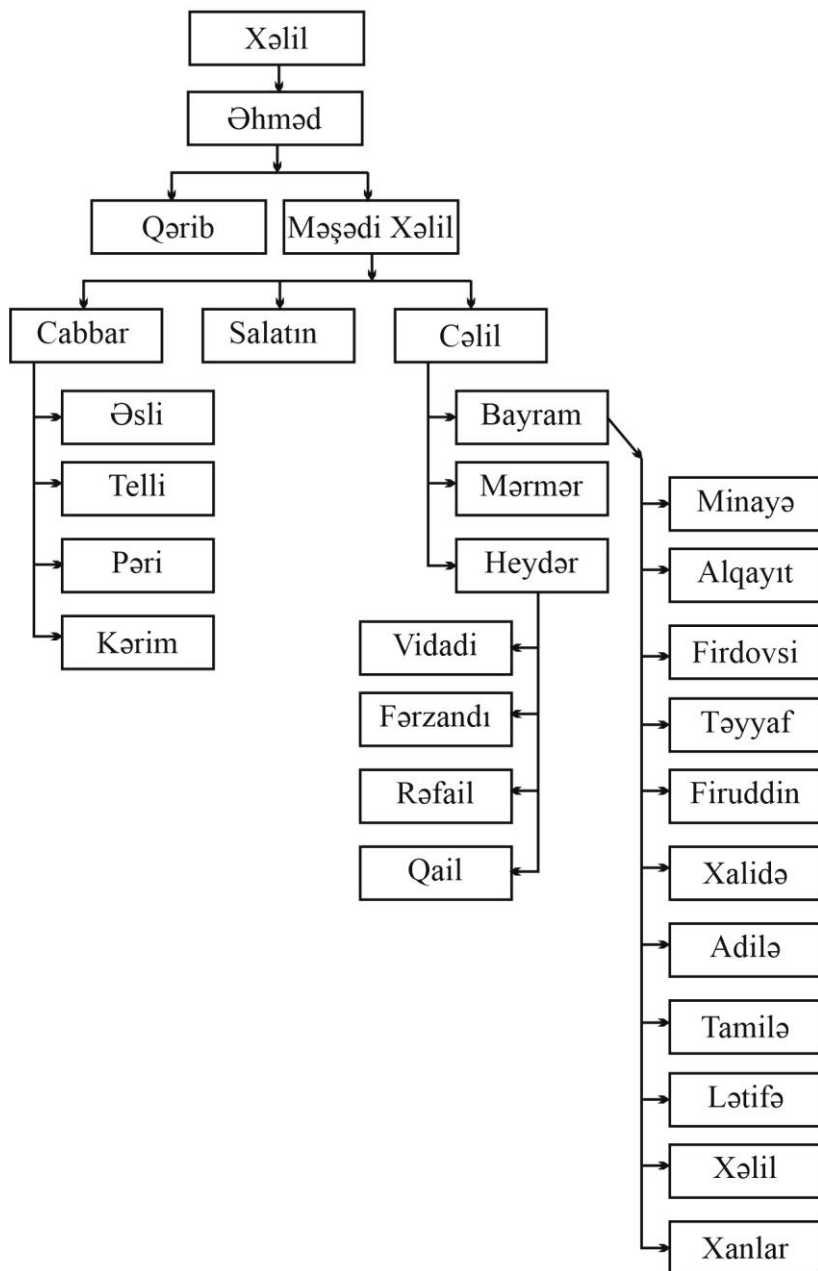 Xəlil
Əhməd
Qərib
Məşədi Xəlil
Cabbar
Salatın
Cəlil
Əsli
Telli
Pəri
Kərim
Bayram
Mərmər
Heydər
Vidadi
Fərzandı
Rəfail
Qail
Minayə
Alqayıt
Firdovsi
Təyyaf
Firuddin
Xalidə
Adilə
Tamilə
Lətifə
Xəlil
Xanlar